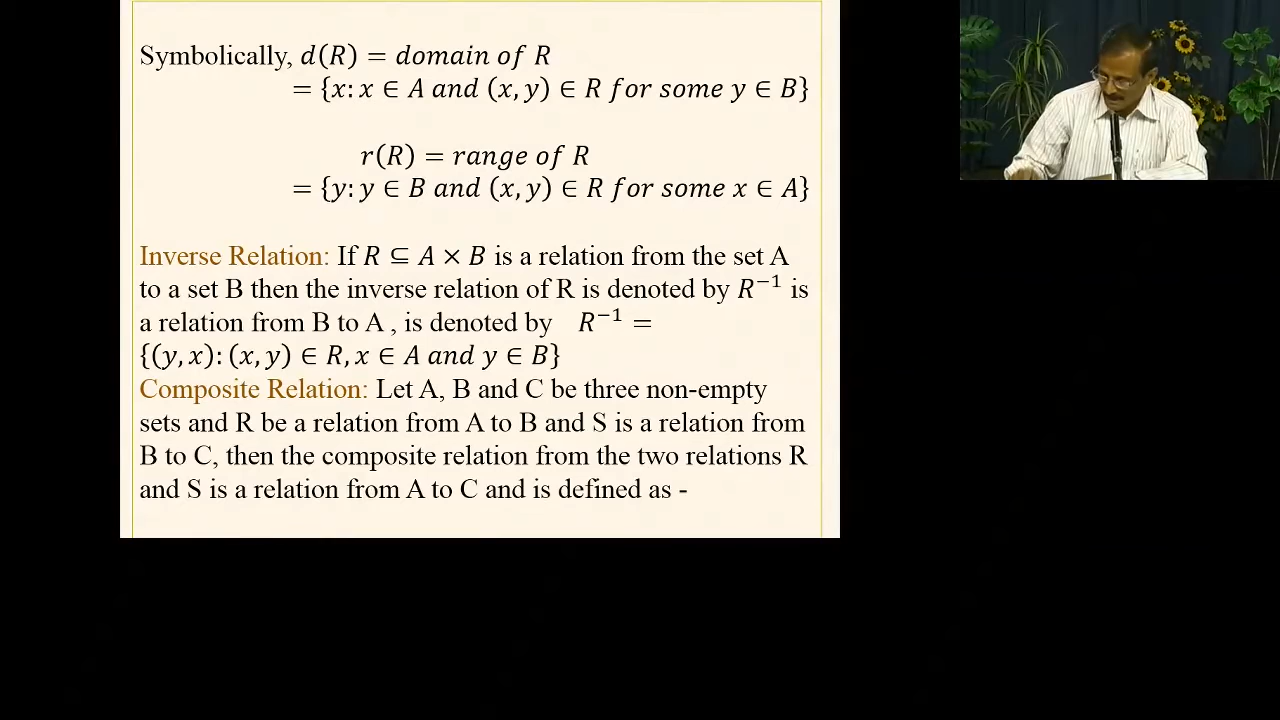 Symbolically, d(R) = domain of R
= {x: x ∈ A and (x, y) ∈ R for some y ∈ B}
r(R) = range of R
= {y: y ∈ B and (x, y) ∈ R for some x ∈ A}
Inverse Relation: If R ⊆ A × B is a relation from the set A
to a set B then the inverse relation of R is denoted by R⁻¹ is
a relation from B to A , is denoted by R⁻¹ =
{(y, x): (x, y) ∈ R, x ∈ A and y ∈ B}
Composite Relation: Let A, B and C be three non-empty
sets and R be a relation from A to B and S is a relation from
B to C, then the composite relation from the two relations R
and S is a relation from A to C and is defined as -